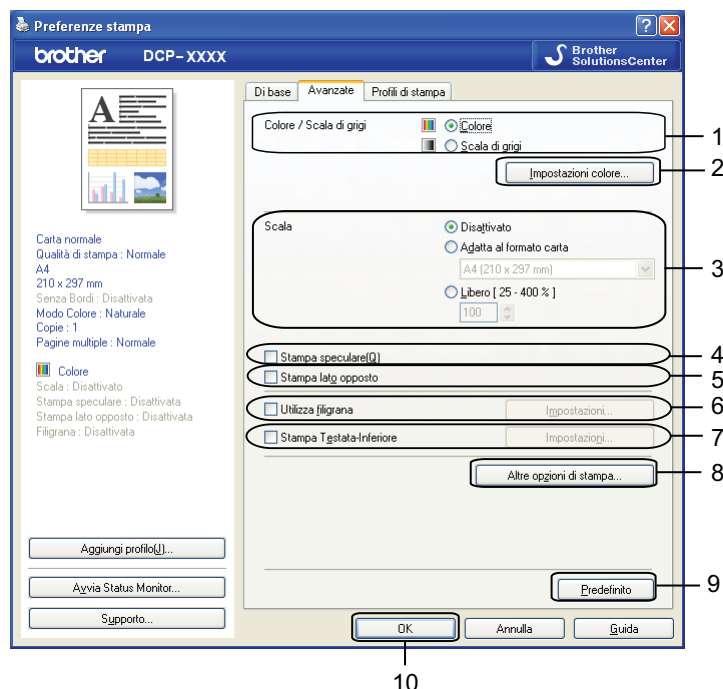 Preferenze stampa
brother DCP-XXXX
Brother
SolutionsCenter
Di base Avanzate Profili di stampa
Carta normale
Qualità di stampa : Normale
A4
210 x 297 mm
Senza Bordi : Disattivata
Modo Colore : Naturale
Copie : 1
Pagine multiple : Normale
Colore
Scala : Disattivato
Stampa speculare : Disattivata
Stampa lato opposto : Disattivata
Filigrana : Disattivata
Aggiungi profilo(J)...
Avvia Status Monitor...
Supporto...
Colore / Scala di grigi
Colore
Scala di grigi
1
Impostazioni colore...
2
Scala
Disattivato
Adatta al formato carta
A4 (210 x 297 mm)
Libero [ 25 - 400 % ]
100
3
Stampa speculare(Q)
4
Stampa lato opposto
5
Utilizza filigrana Impostazioni...
6
Stampa Testata-Inferiore Impostazioni...
7
Altre opzioni di stampa...
8
Predefinito
9
OK Annulla Guida
10
A